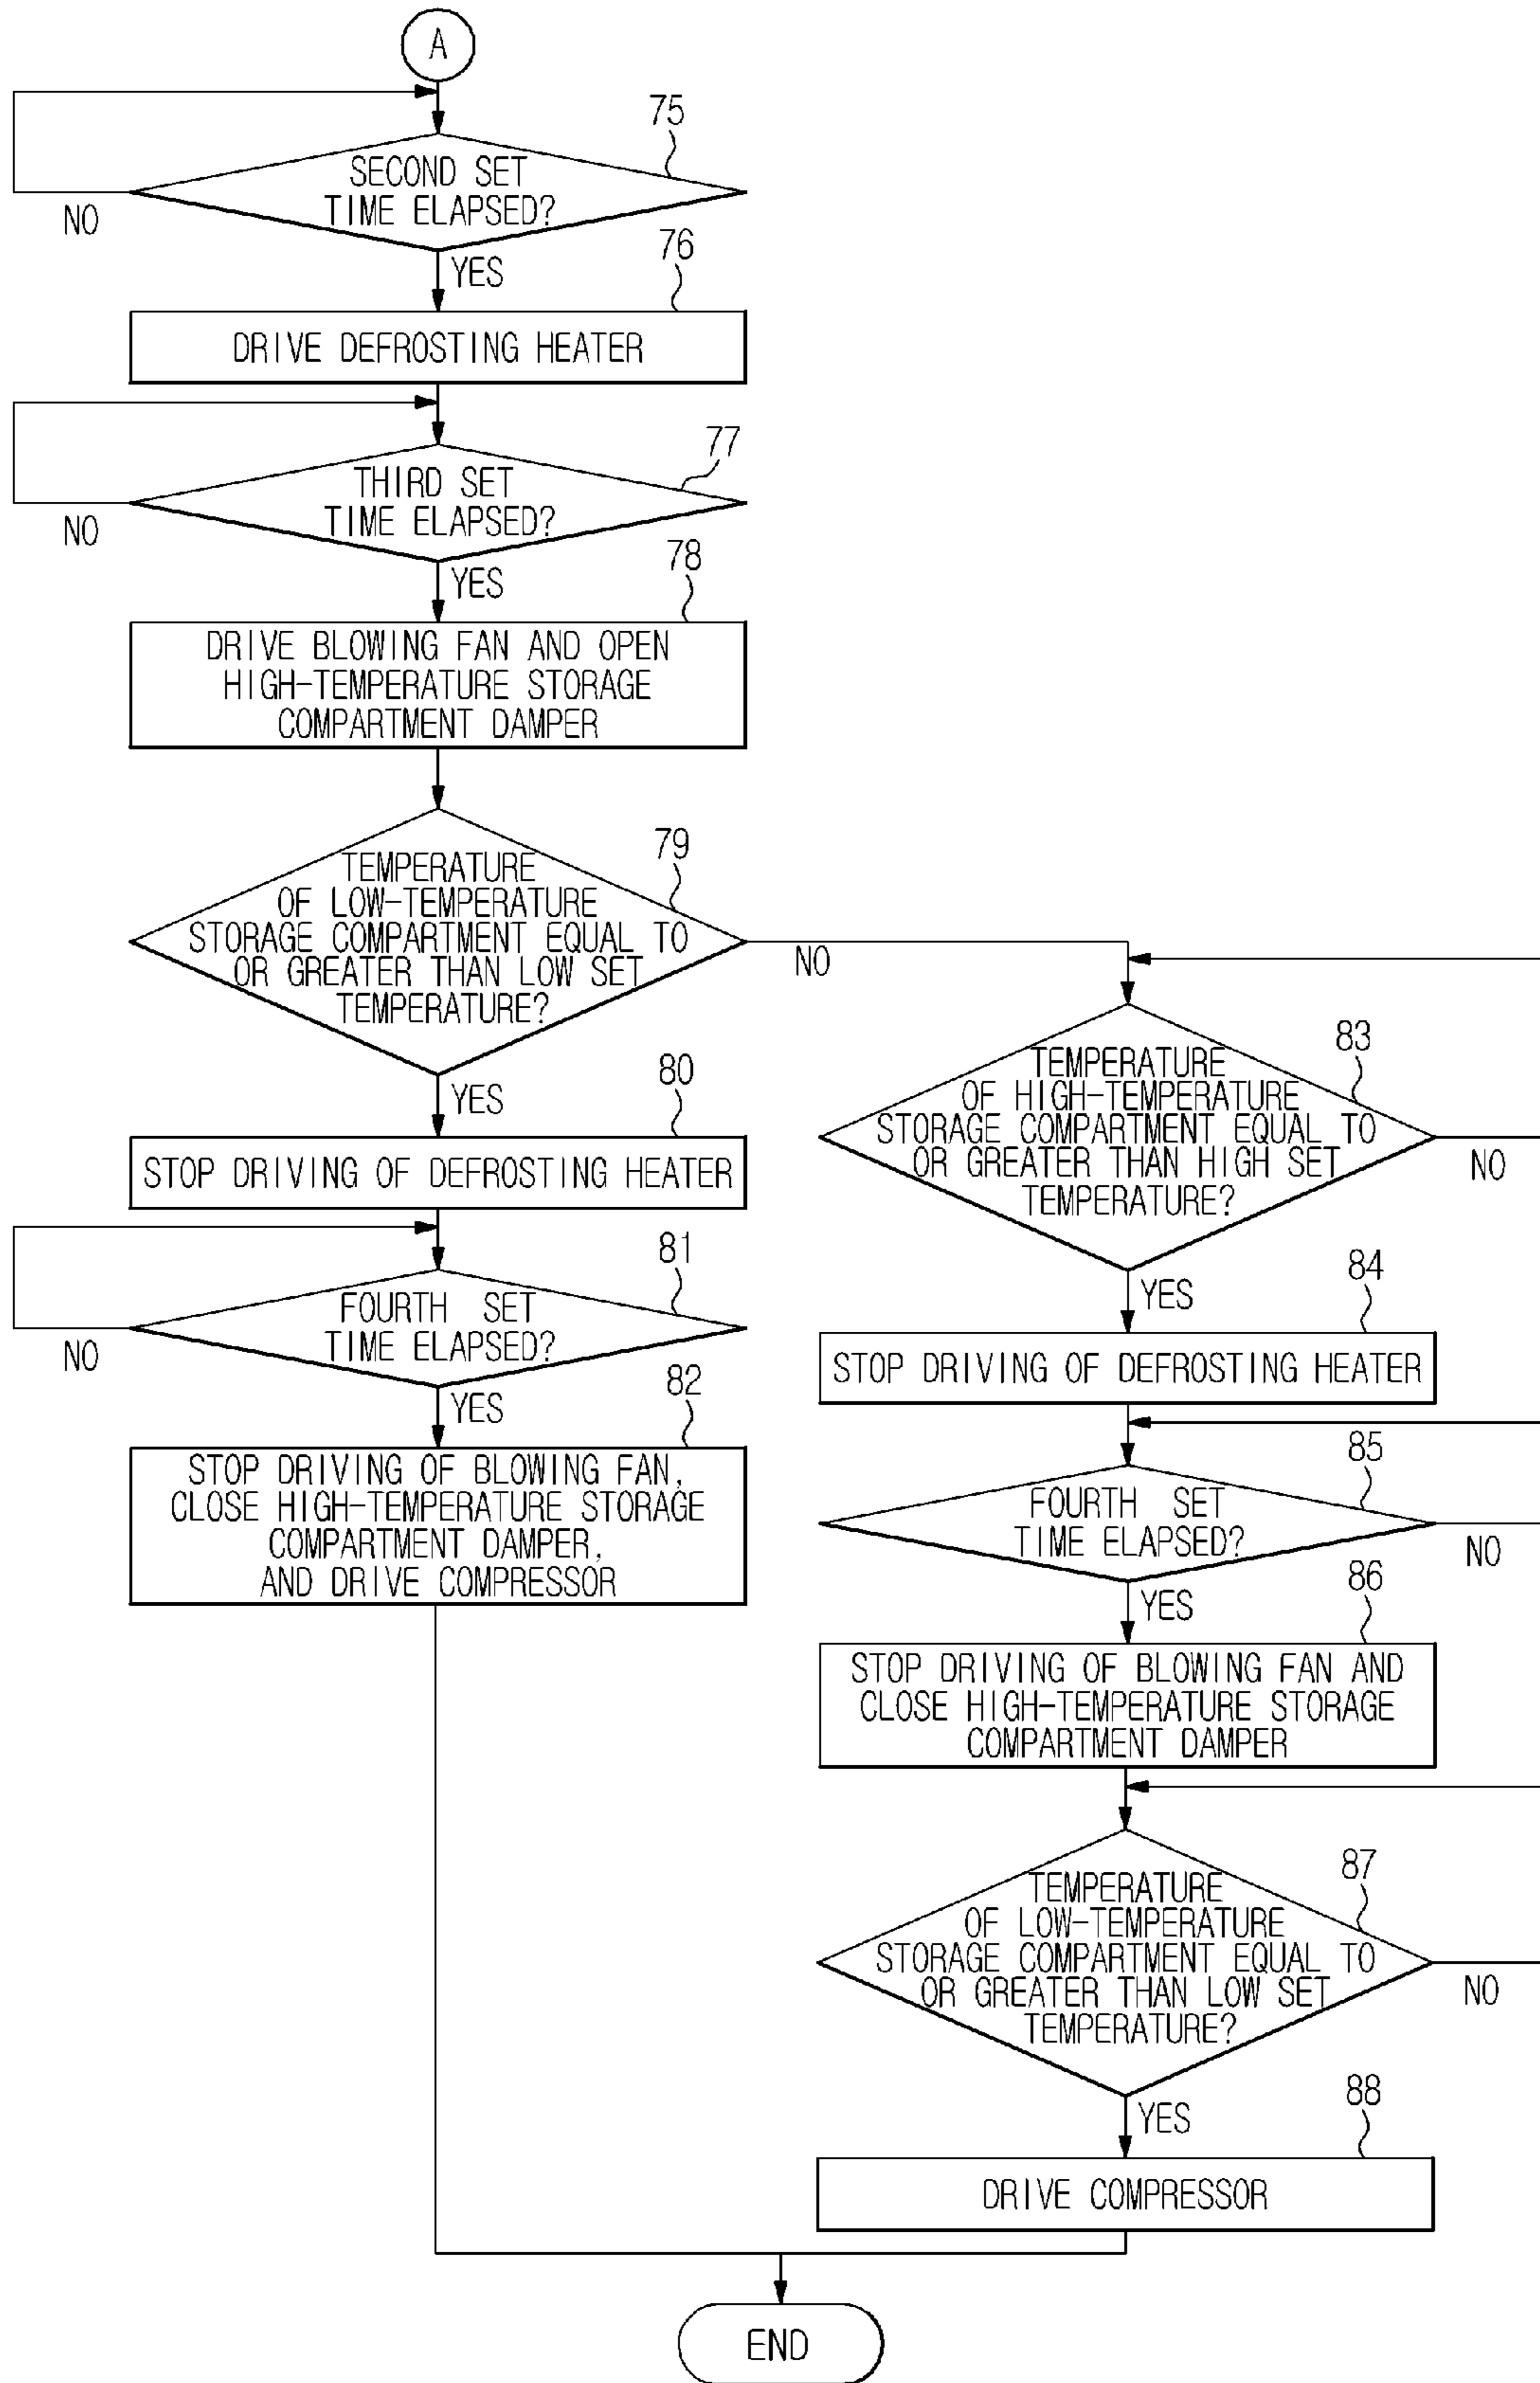 A
75
SECOND SET
TIME ELAPSED?
NO
YES
76
DRIVE DEFROSTING HEATER
77
THIRD SET
TIME ELAPSED?
NO
YES
78
DRIVE BLOWING FAN AND OPEN
HIGH-TEMPERATURE STORAGE
COMPARTMENT DAMPER
79
TEMPERATURE
OF LOW-TEMPERATURE
STORAGE COMPARTMENT EQUAL TO
OR GREATER THAN LOW SET
TEMPERATURE?
NO
YES
80
STOP DRIVING OF DEFROSTING HEATER
81
FOURTH SET
TIME ELAPSED?
NO
YES
82
STOP DRIVING OF BLOWING FAN,
CLOSE HIGH-TEMPERATURE STORAGE
COMPARTMENT DAMPER,
AND DRIVE COMPRESSOR
83
TEMPERATURE
OF HIGH-TEMPERATURE
STORAGE COMPARTMENT EQUAL TO
OR GREATER THAN HIGH SET
TEMPERATURE?
NO
YES
84
STOP DRIVING OF DEFROSTING HEATER
85
FOURTH SET
TIME ELAPSED?
NO
YES
86
STOP DRIVING OF BLOWING FAN AND
CLOSE HIGH-TEMPERATURE STORAGE
COMPARTMENT DAMPER
87
TEMPERATURE
OF LOW-TEMPERATURE
STORAGE COMPARTMENT EQUAL TO
OR GREATER THAN LOW SET
TEMPERATURE?
NO
YES
88
DRIVE COMPRESSOR
END